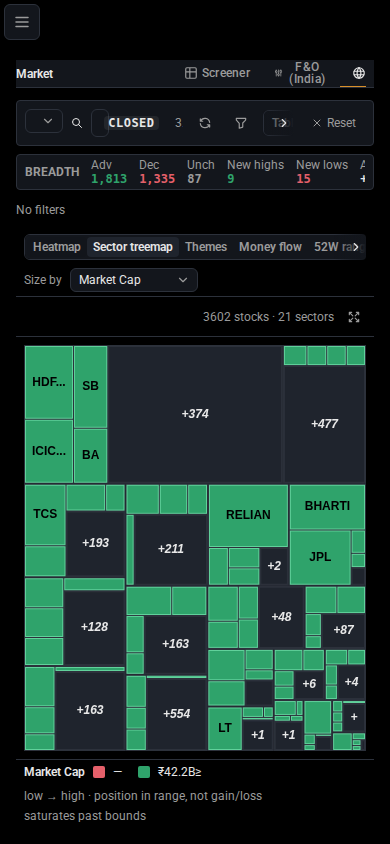 Market
Screener
F&O (India)
CLOSED
3
Reset
BREADTH
Adv
1,813
Dec
1,335
Unch
87
New highs
9
New lows
15
No filters
Heatmap
Sector treemap
Themes
Money flow
52W
Size by
Market Cap
3602 stocks · 21 sectors
HDF...
SB
+374
+477
ICIC...
BA
TCS
+193
+211
RELIAN
BHARTI
+2
JPL
+128
+163
+48
+87
+163
+554
+6
+4
LT
+1
+1
+
Market Cap
—
₹42.2B≥
low → high · position in range, not gain/loss
saturates past bounds